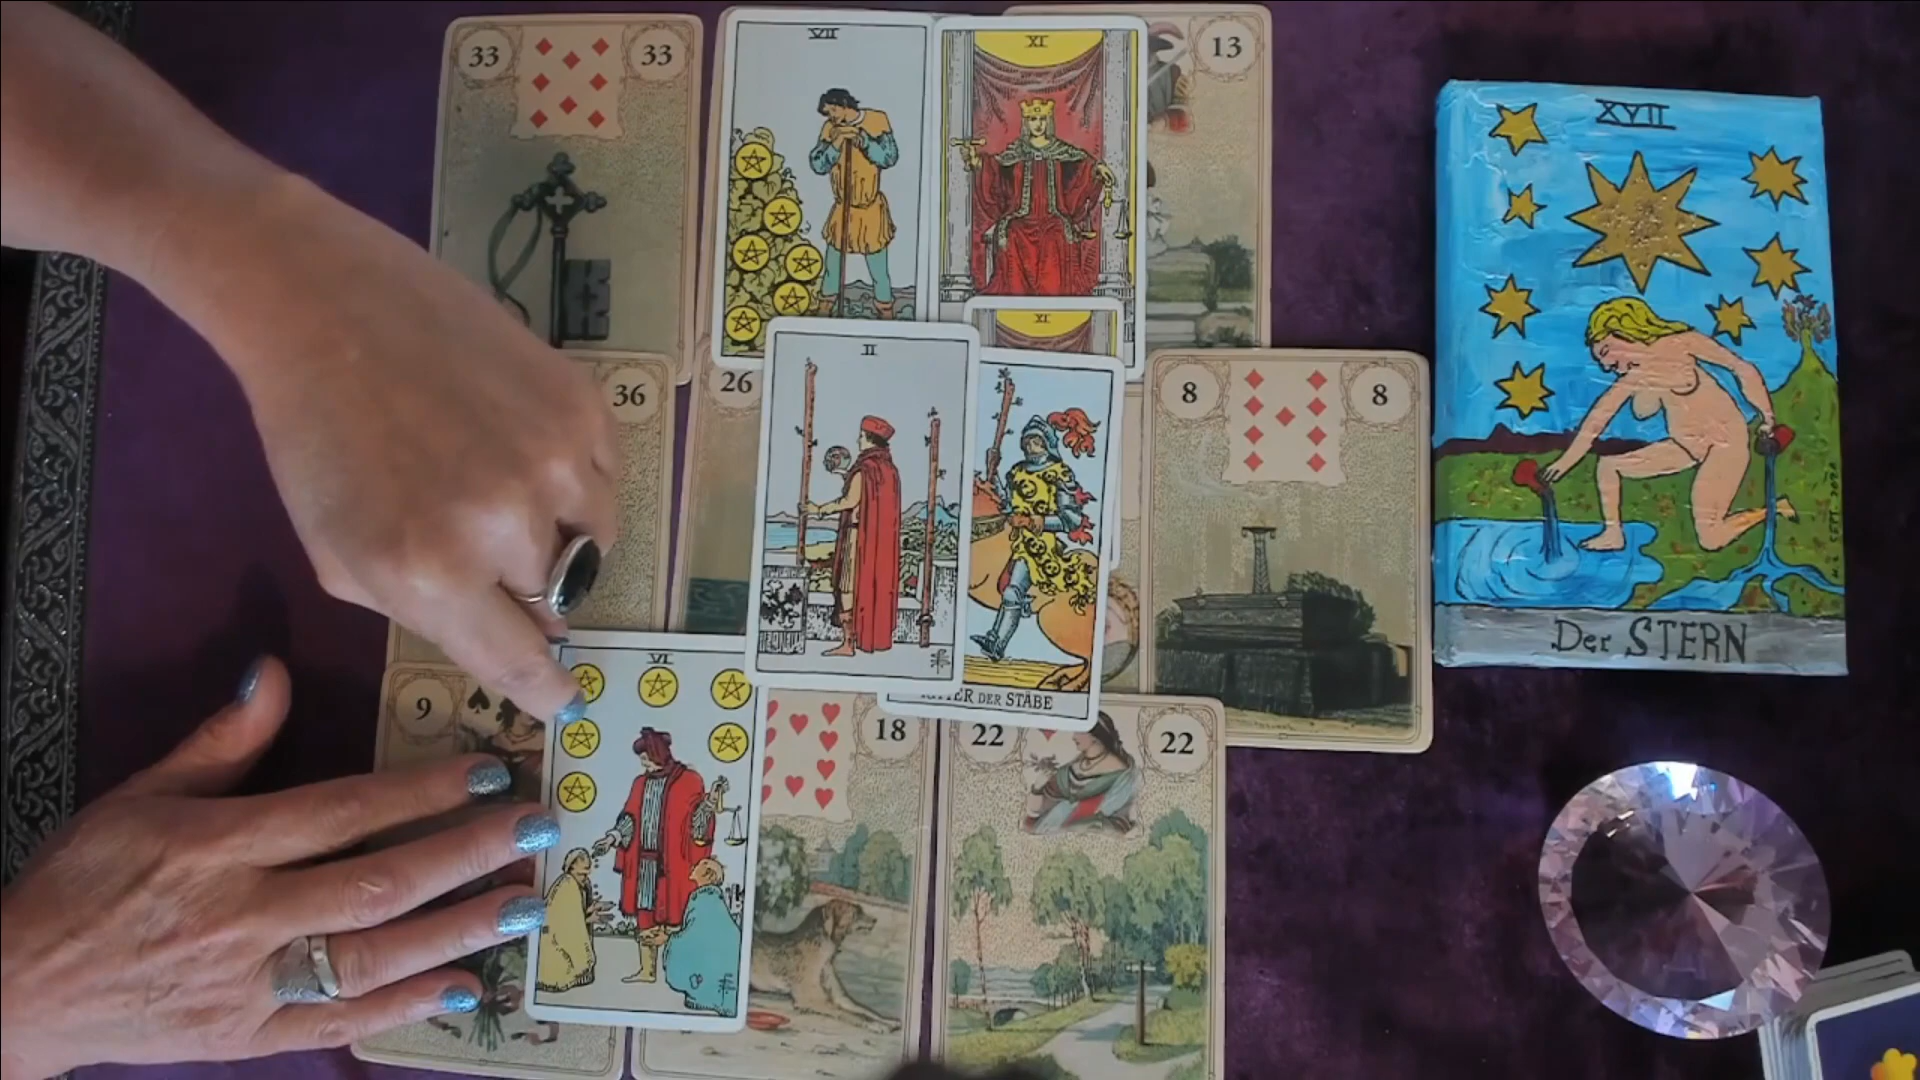 33 33
VII
XI
13
XVII
36
26
II
XI
8 8
Der STERN
VI
9
18
22 22
DER STÄBE